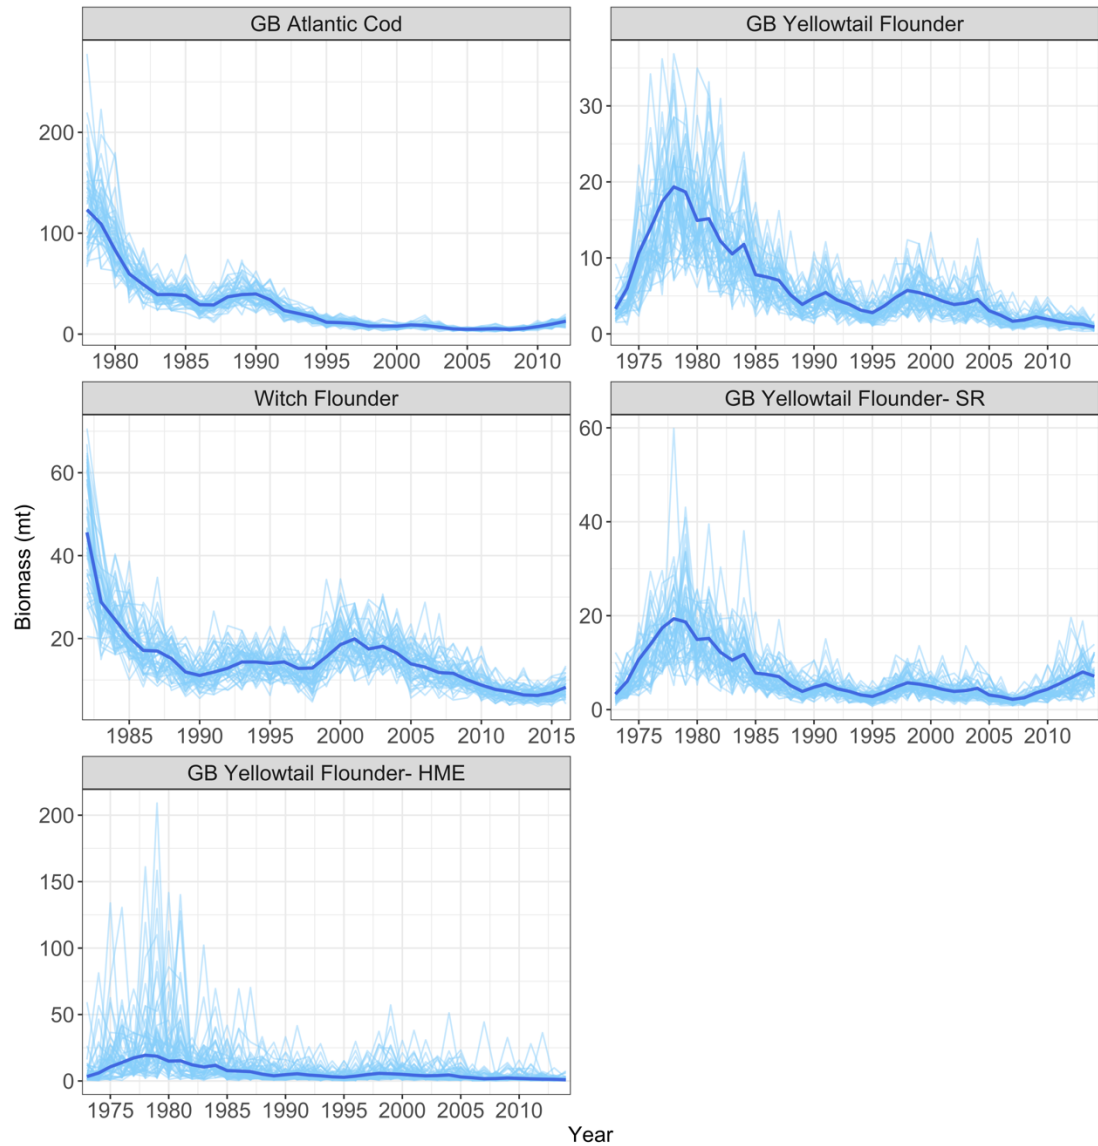 GB Atlantic Cod
200
100
0
1980 1985 1990 1995 2000 2005 2010
GB Yellowtail Flounder
30
20
10
0
1975 1980 1985 1990 1995 2000 2005 2010
Witch Flounder
60
40
20
1985 1990 1995 2000 2005 2010 2015
GB Yellowtail Flounder- SR
60
40
20
0
1975 1980 1985 1990 1995 2000 2005 2010
GB Yellowtail Flounder- HME
200
150
100
50
0
1975 1980 1985 1990 1995 2000 2005 2010
Biomass (mt)
Year